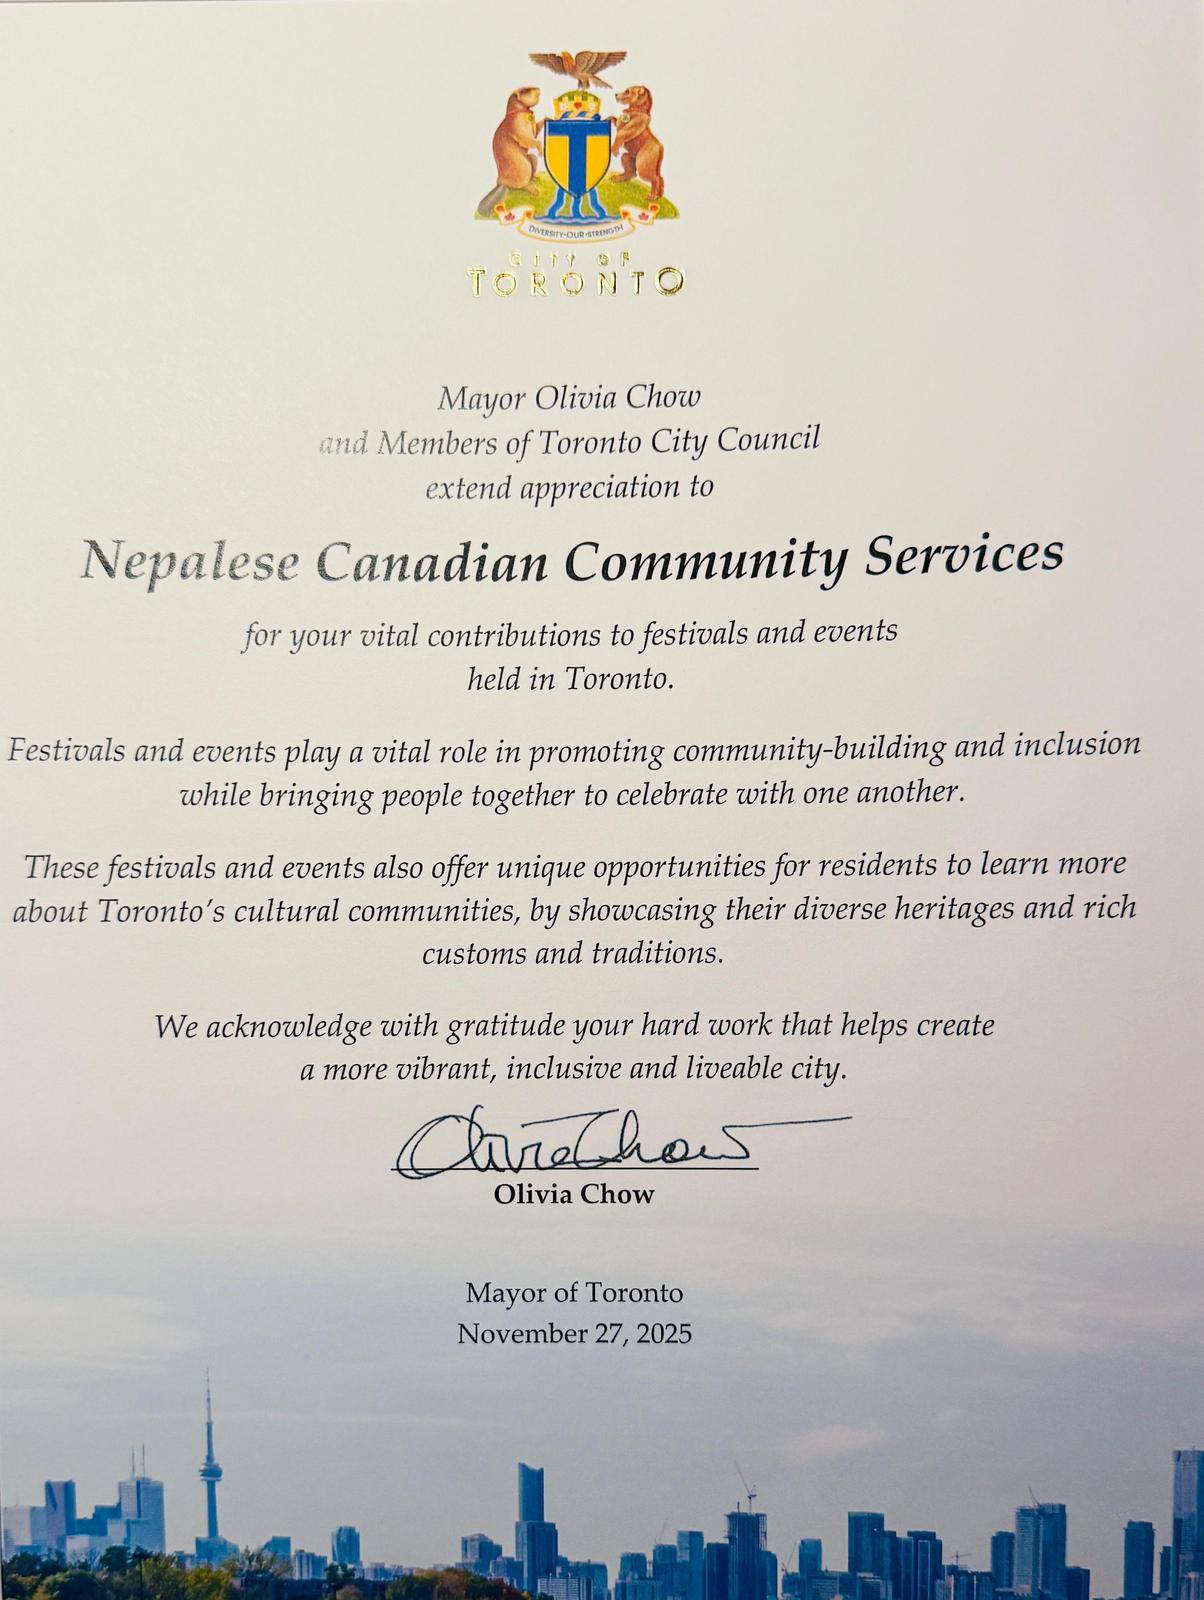 DIVERSITY·OUR·STRENGTH
CITY OF
TORONTO
Mayor Olivia Chow
and Members of Toronto City Council
extend appreciation to
Nepalese Canadian Community Services
for your vital contributions to festivals and events
held in Toronto.
Festivals and events play a vital role in promoting community-building and inclusion
while bringing people together to celebrate with one another.
These festivals and events also offer unique opportunities for residents to learn more
about Toronto’s cultural communities, by showcasing their diverse heritages and rich
customs and traditions.
We acknowledge with gratitude your hard work that helps create
a more vibrant, inclusive and liveable city.
Olivia Chow
Olivia Chow
Mayor of Toronto
November 27, 2025